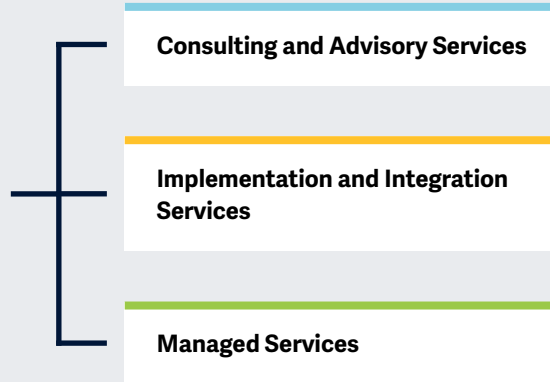 Consulting and Advisory Services
Implementation and Integration
Services
Managed Services